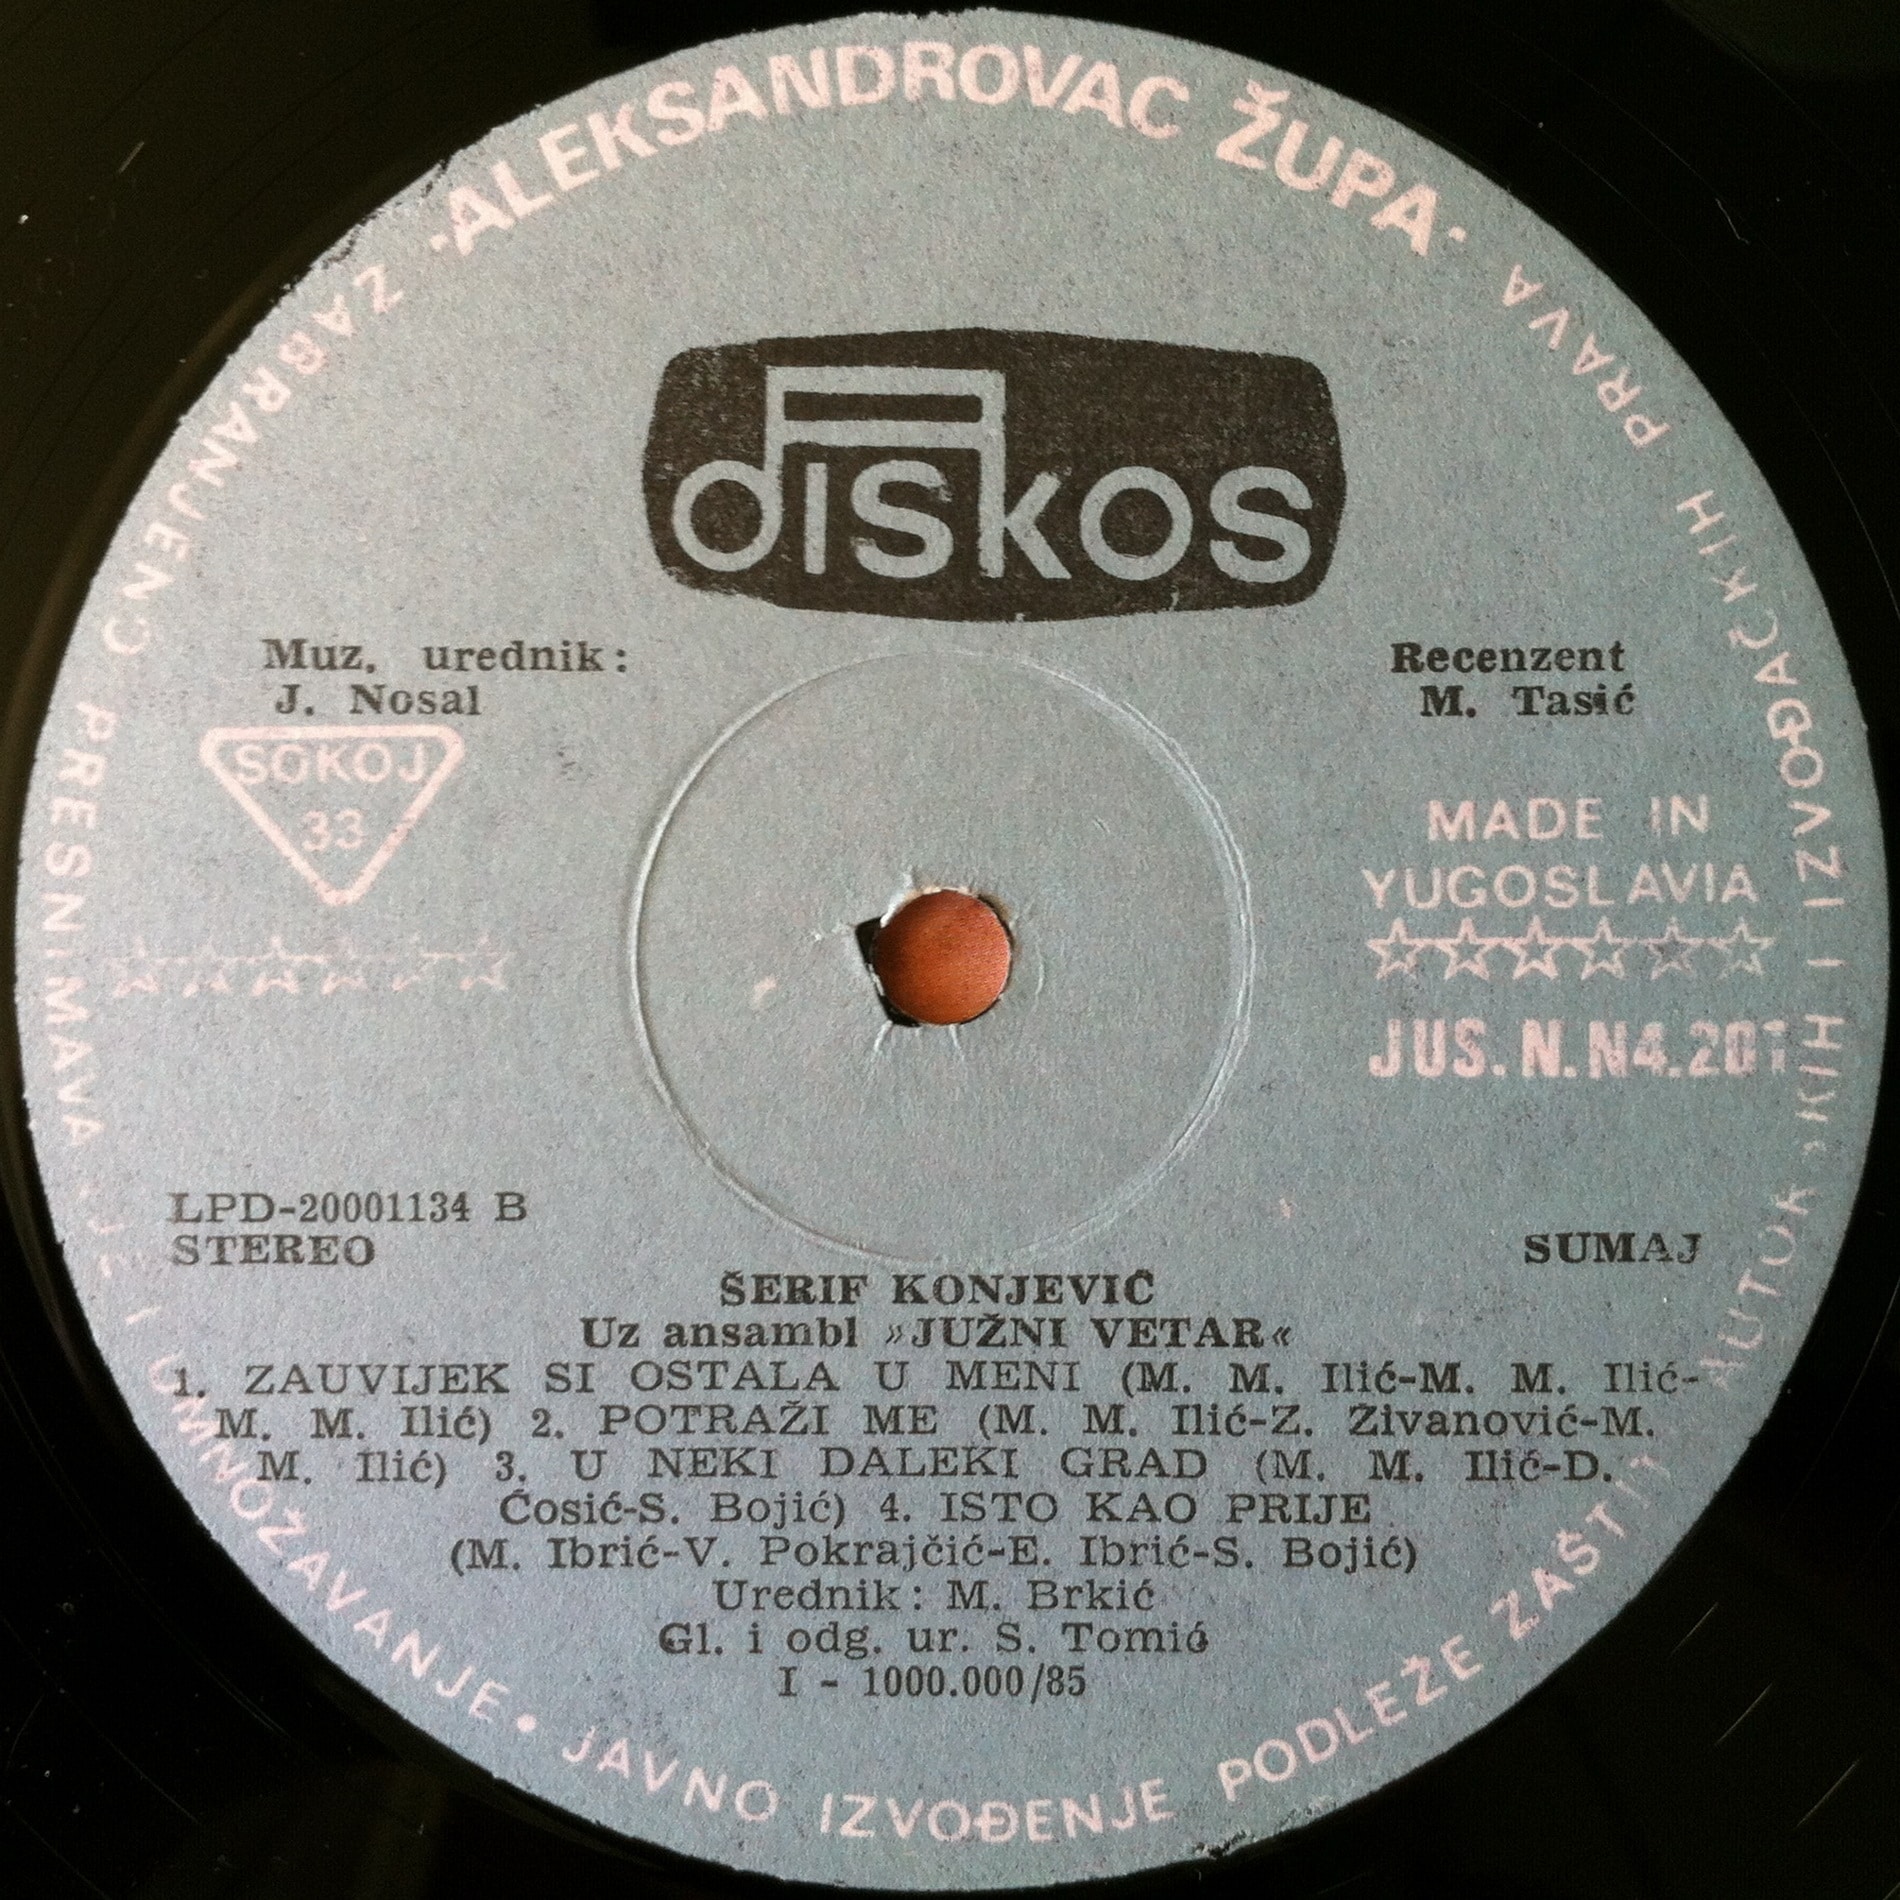 ·ALEKSANDROVAC ŽUPA·
diskos
Muz. urednik:
J. Nosal
Recenzent
M. Tasić
SOKOJ
33
MADE IN
YUGOSLAVIA
JUS. N. N4.201
LPD-20001134 B
STEREO
SUMAJ
ŠERIF KONJEVIĆ
Uz ansambl »JUŽNI VETAR«
1. ZAUVIJEK SI OSTALA U MENI (M. M. Ilić-M. M. Ilić-
M. M. Ilić) 2. POTRAŽI ME (M. M. Ilić-Z. Živanović-M.
M. Ilić) 3. U NEKI DALEKI GRAD (M. M. Ilić-D.
Ćosić-S. Bojić) 4. ISTO KAO PRIJE
(M. Ibrić-V. Pokrajčić-E. Ibrić-S. Bojić)
Urednik: M. Brkić
Gl. i odg. ur. S. Tomić
I - 1000.000/85
ZABRANJENO PRESNIMAVANJE I UMNOŽAVANJE • JAVNO IZVOĐENJE PODLEŽE ZAŠTITI AUTORSKIH I IZVOĐAČKIH PRAVA